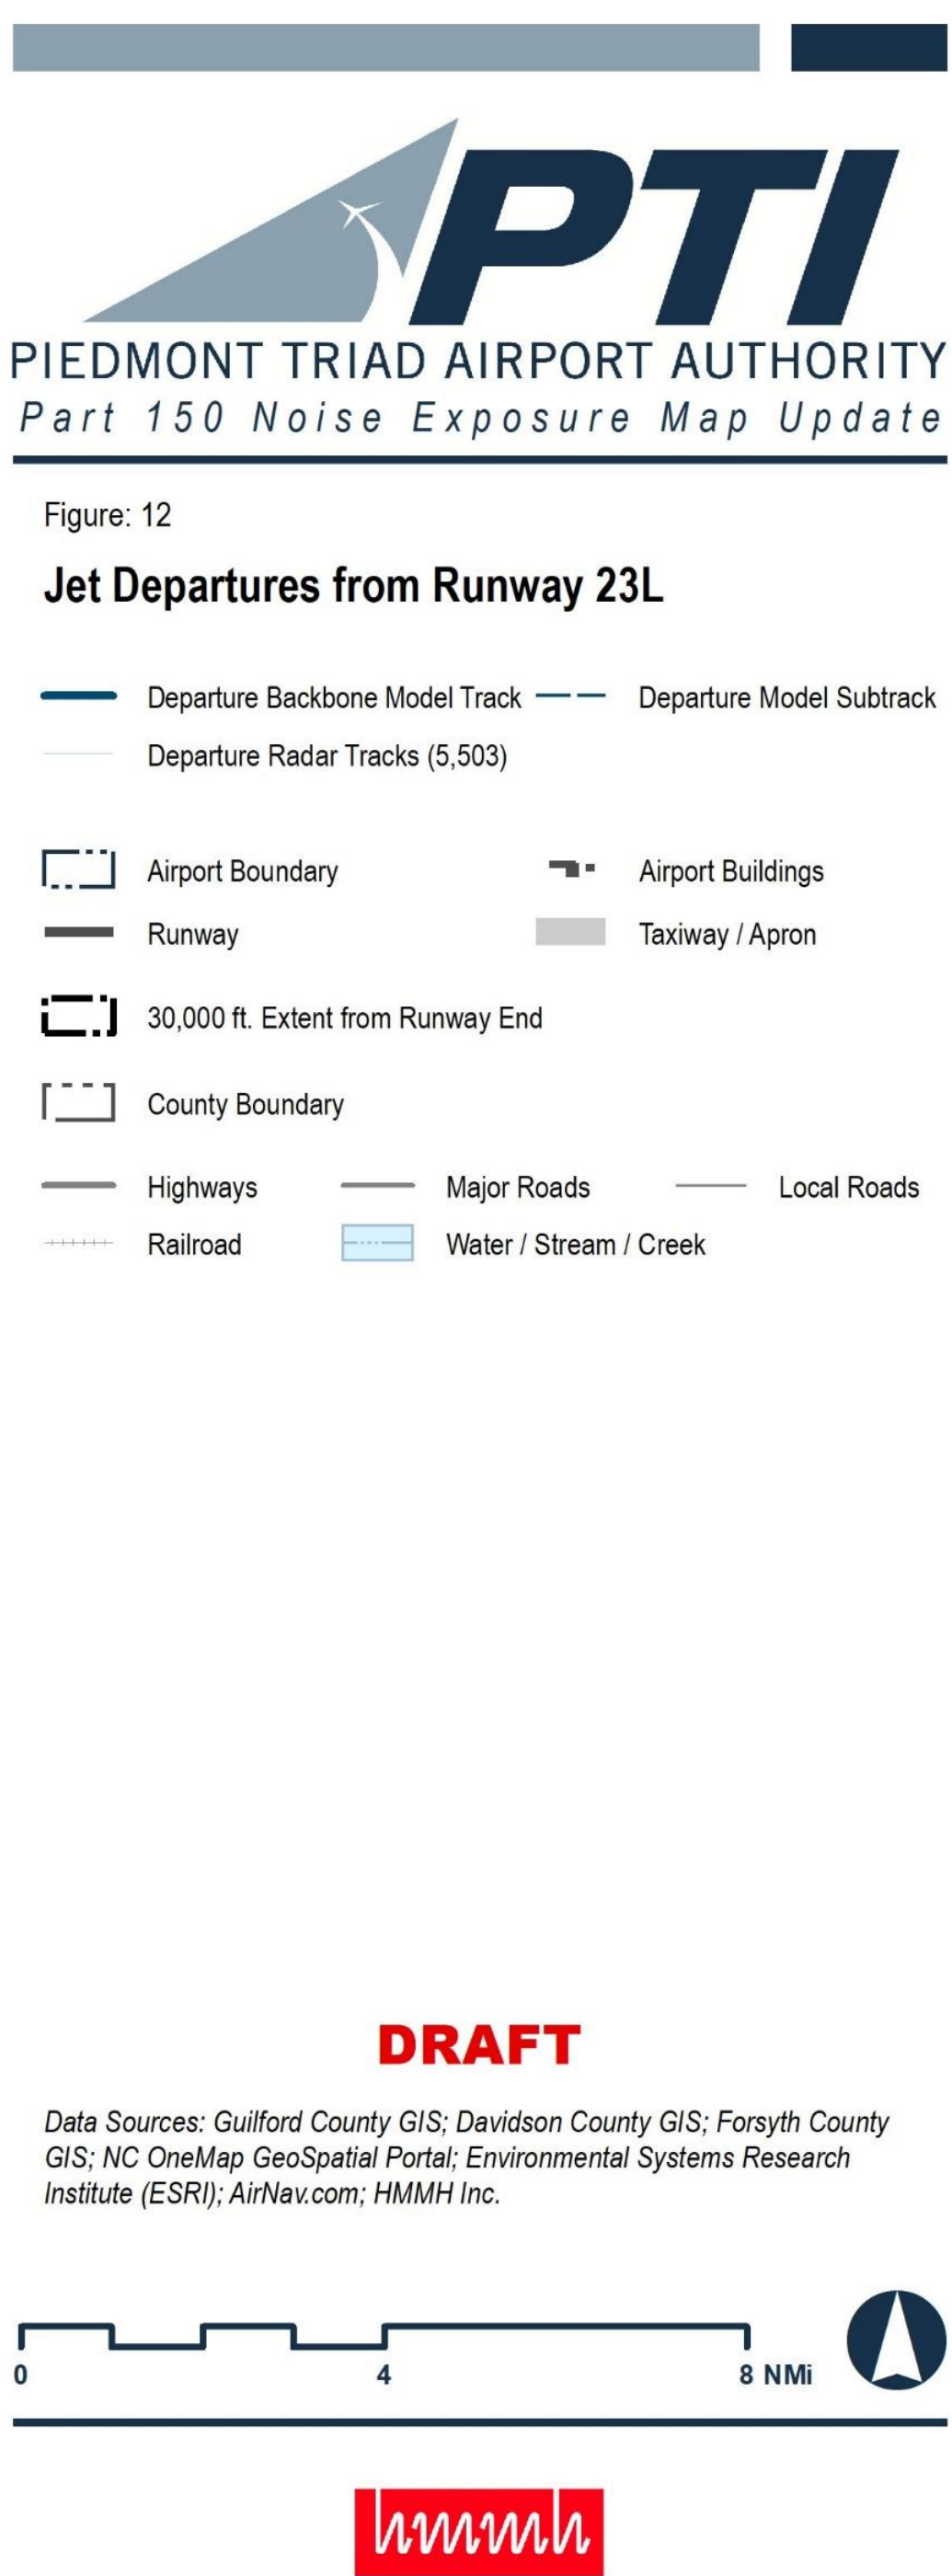 PTI
PIEDMONT TRIAD AIRPORT AUTHORITY
Part 150 Noise Exposure Map Update
Figure: 12
Jet Departures from Runway 23L
Departure Backbone Model Track
Departure Model Subtrack
Departure Radar Tracks (5,503)
Airport Boundary
Airport Buildings
Runway
Taxiway / Apron
30,000 ft. Extent from Runway End
County Boundary
Highways
Major Roads
Local Roads
Railroad
Water / Stream / Creek
DRAFT
Data Sources: Guilford County GIS; Davidson County GIS; Forsyth County
GIS; NC OneMap GeoSpatial Portal; Environmental Systems Research
Institute (ESRI); AirNav.com; HMMH Inc.
0 4 8 NMi
hmmh